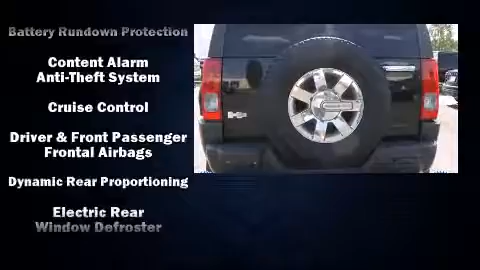 Battery Rundown Protection
Content Alarm
Anti-Theft System
Cruise Control
Driver & Front Passenger
Frontal Airbags
Dynamic Rear Proportioning
Electric Rear
Window Defroster
H3